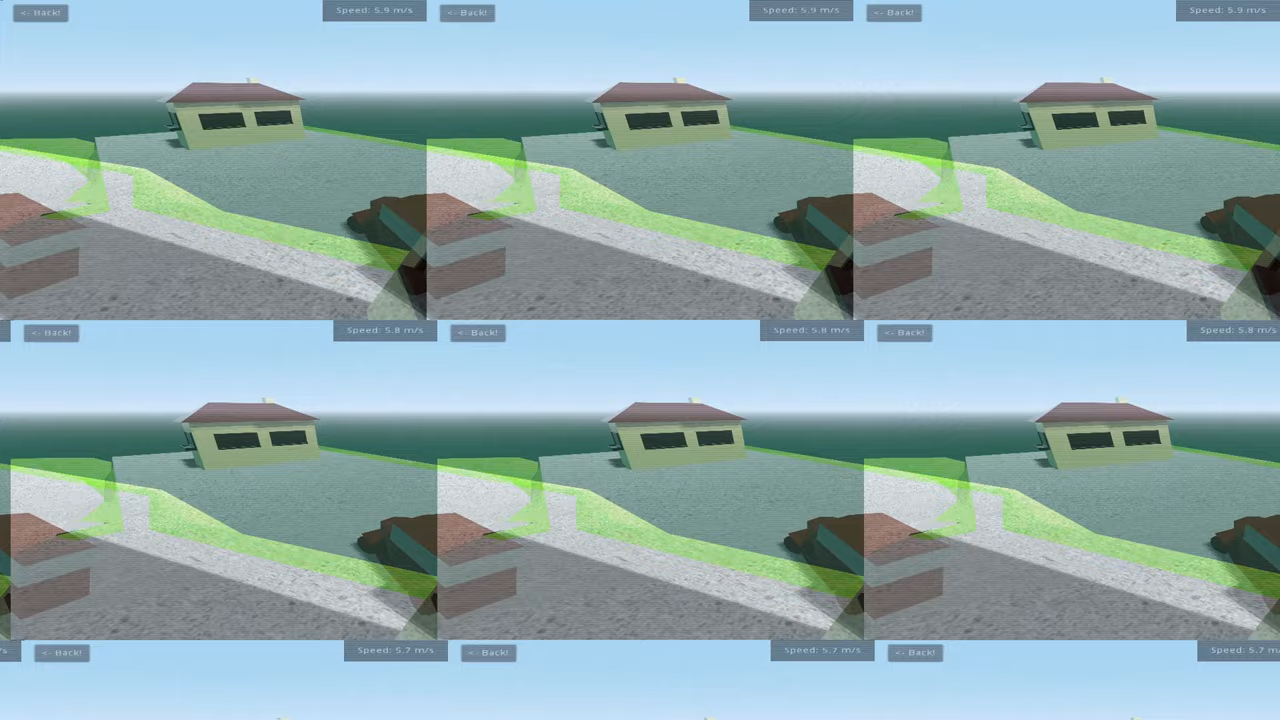 <- Back! Speed: 5.9 m/s <- Back! Speed: 5.9 m/s <- Back! Speed: 5.9 m/s
<- Back! Speed: 5.8 m/s <- Back! Speed: 5.8 m/s <- Back! Speed: 5.8 m/s
/s <- Back! Speed: 5.7 m/s <- Back! Speed: 5.7 m/s <- Back! Speed: 5.7 m/